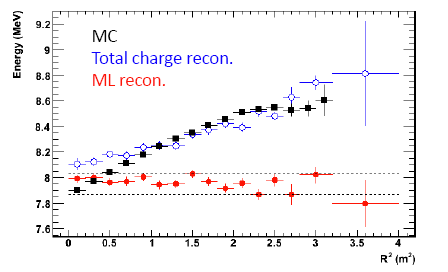 Energy (MeV)
9.2
9
8.8
8.6
8.4
8.2
8
7.8
7.6
MC
Total charge recon.
ML recon.
0 0.5 1 1.5 2 2.5 3 3.5 4
R² (m²)